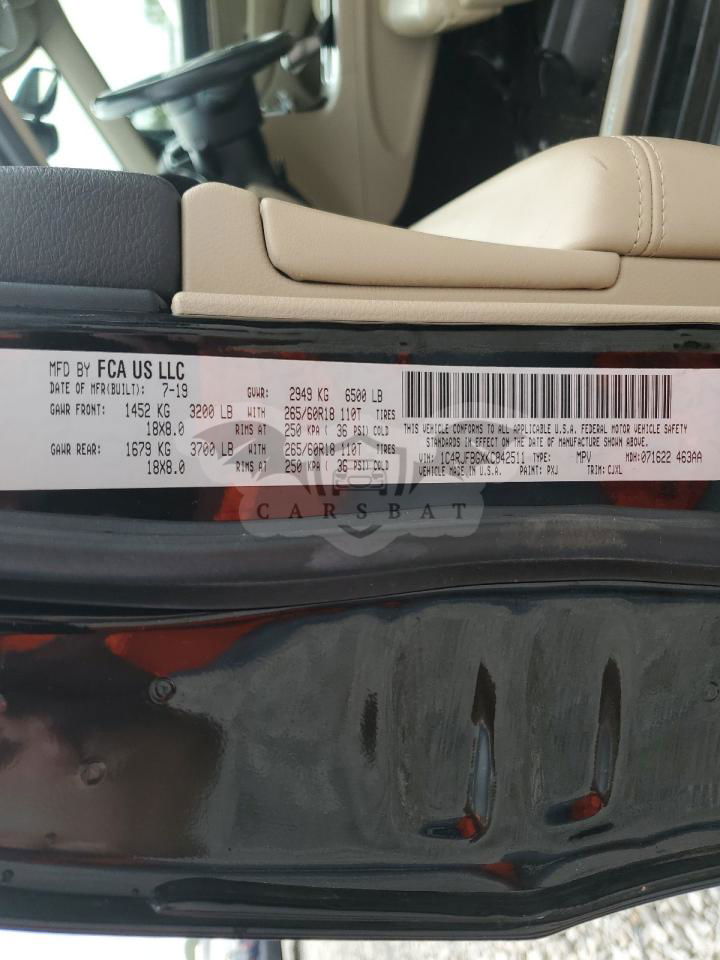 MFD BY FCA US LLC
DATE OF MFR(BUILT): 7-19 GVWR: 2949 KG 6500 LB
GAWR FRONT: 1452 KG 3200 LB WITH 265/60R18 110T TIRES
18X8.0 RIMS AT 250 KPA ( 36 PSI) COLD
GAWR REAR: 1679 KG 3700 LB WITH 265/60R18 110T TIRES
18X8.0 RIMS AT 250 KPA ( 36 PSI) COLD
THIS VEHICLE CONFORMS TO ALL APPLICABLE U.S.A. FEDERAL MOTOR VEHICLE SAFETY
STANDARDS IN EFFECT ON THE DATE OF MANUFACTURE SHOWN ABOVE.
VIN: 1C4RJFBGXKC842511 TYPE: MPV MDH: 071622 463AA
VEHICLE MADE IN U.S.A. PAINT: PXJ TRIM: CJXL
CARSBAT